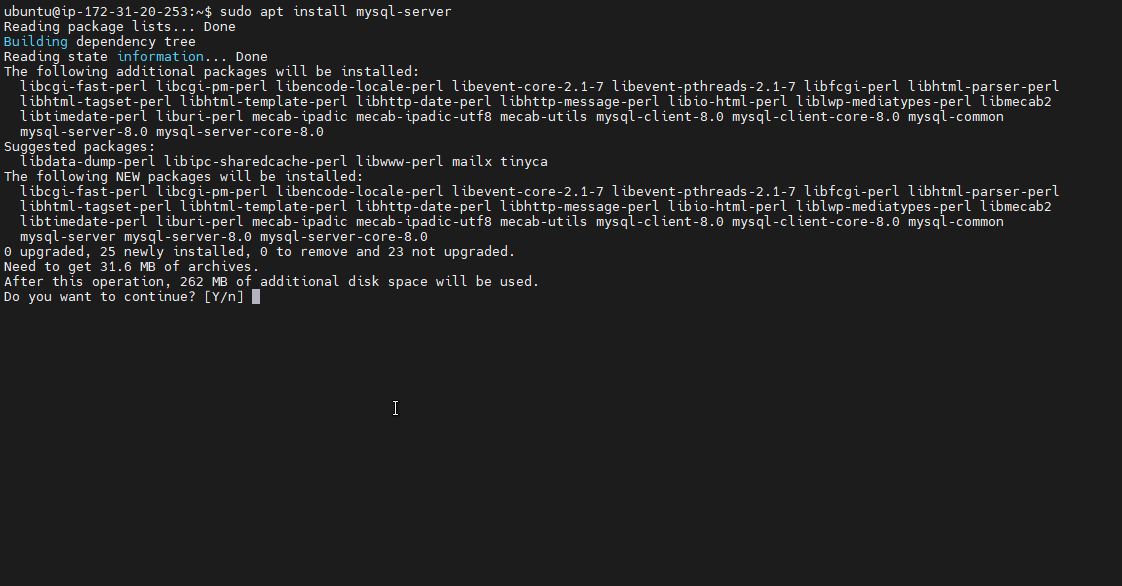 ubuntu@ip-172-31-20-253:~$ sudo apt install mysql-server
Reading package lists... Done
Building dependency tree
Reading state information... Done
The following additional packages will be installed:
  libcgi-fast-perl libcgi-pm-perl libencode-locale-perl libevent-core-2.1-7 libevent-pthreads-2.1-7 libfcgi-perl libhtml-parser-perl
  libhtml-tagset-perl libhtml-template-perl libhttp-date-perl libhttp-message-perl libio-html-perl liblwp-mediatypes-perl libmecab2
  libtimedate-perl liburi-perl mecab-ipadic mecab-ipadic-utf8 mecab-utils mysql-client-8.0 mysql-client-core-8.0 mysql-common
  mysql-server-8.0 mysql-server-core-8.0
Suggested packages:
  libdata-dump-perl libipc-sharedcache-perl libwww-perl mailx tinyca
The following NEW packages will be installed:
  libcgi-fast-perl libcgi-pm-perl libencode-locale-perl libevent-core-2.1-7 libevent-pthreads-2.1-7 libfcgi-perl libhtml-parser-perl
  libhtml-tagset-perl libhtml-template-perl libhttp-date-perl libhttp-message-perl libio-html-perl liblwp-mediatypes-perl libmecab2
  libtimedate-perl liburi-perl mecab-ipadic mecab-ipadic-utf8 mecab-utils mysql-client-8.0 mysql-client-core-8.0 mysql-common
  mysql-server mysql-server-8.0 mysql-server-core-8.0
0 upgraded, 25 newly installed, 0 to remove and 23 not upgraded.
Need to get 31.6 MB of archives.
After this operation, 262 MB of additional disk space will be used.
Do you want to continue? [Y/n]